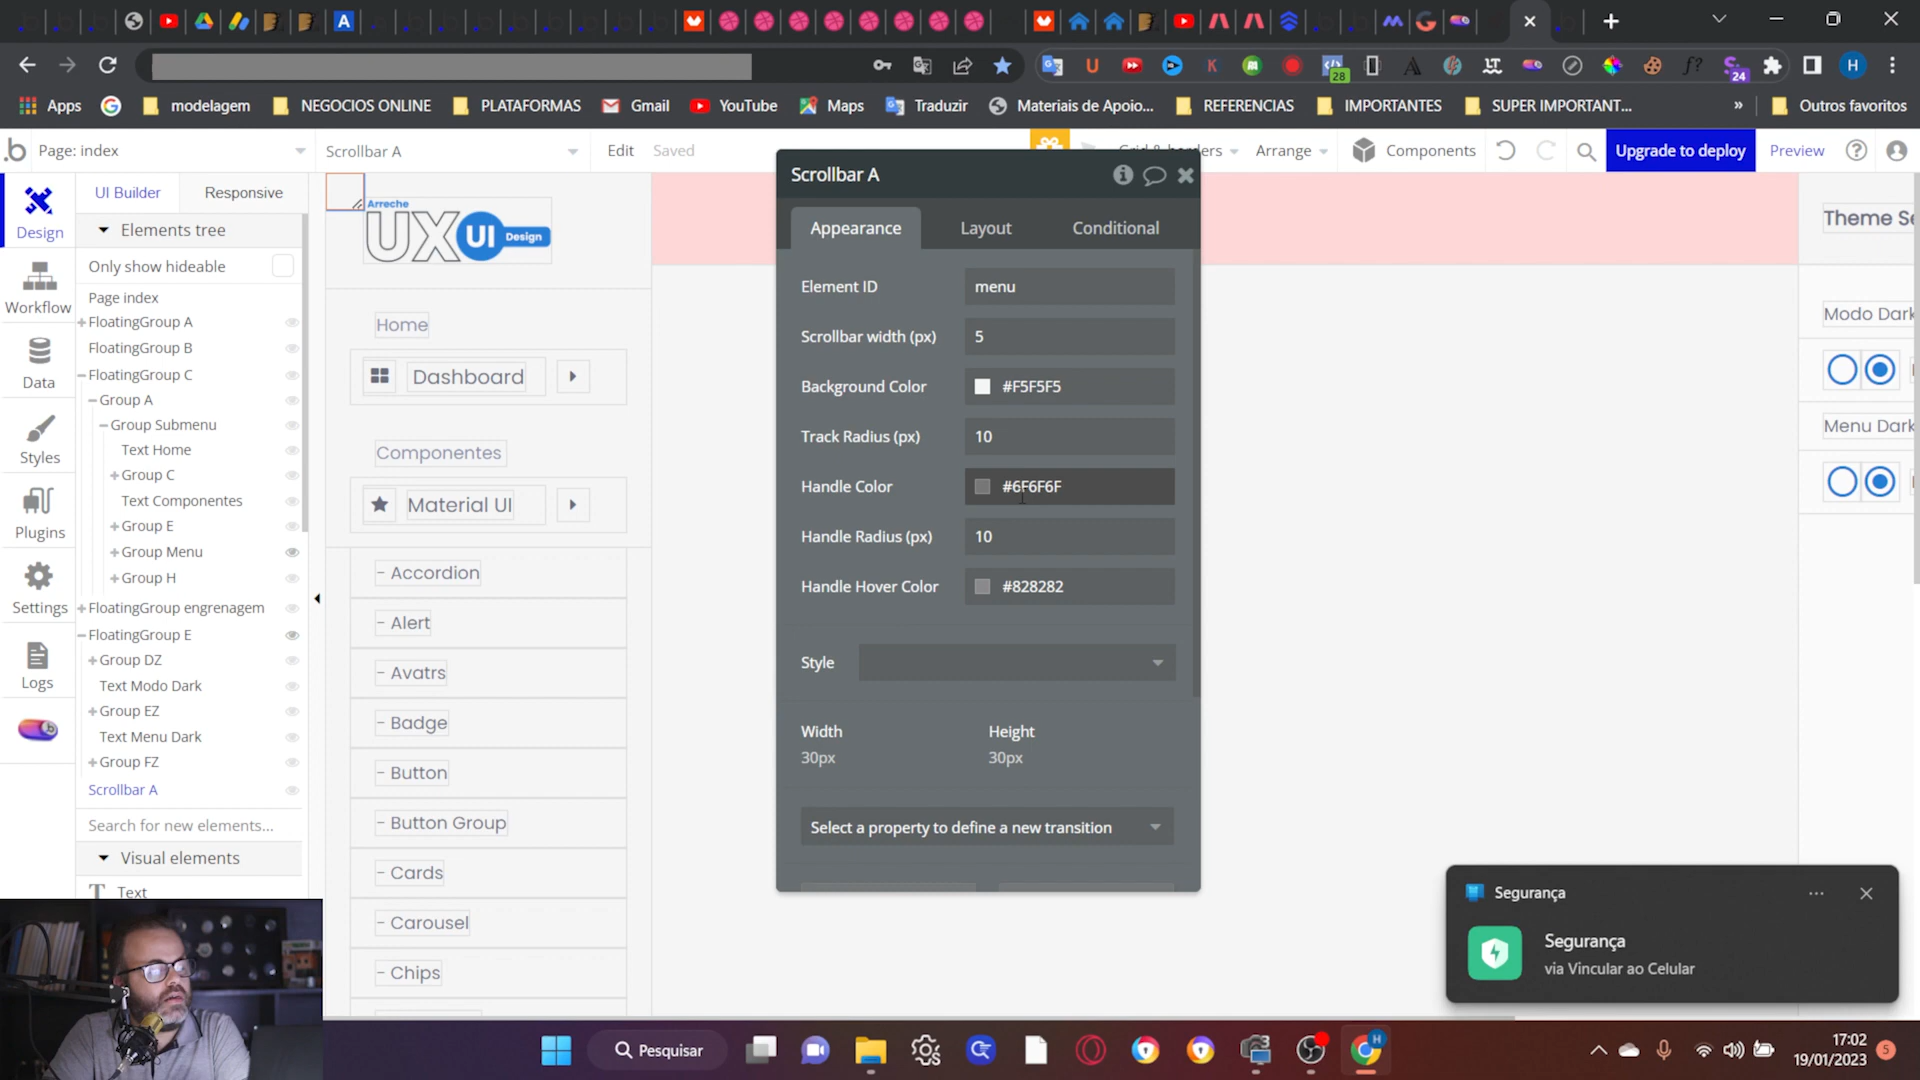 28
24
H
Apps
modelagem
NEGOCIOS ONLINE
PLATAFORMAS
Gmail
YouTube
Maps
Traduzir
Materiais de Apoio...
REFERENCIAS
IMPORTANTES
SUPER IMPORTANT...
»
Outros favoritos
Page: index
Scrollbar A
Edit
Saved
Grid & borders
Arrange
Components
Upgrade to deploy
Preview
Design
Workflow
Data
Styles
Plugins
Settings
Logs
UI Builder
Responsive
Elements tree
Only show hideable
Page index
FloatingGroup A
FloatingGroup B
FloatingGroup C
Group A
Group Submenu
Text Home
Group C
Text Componentes
Group E
Group Menu
Group H
FloatingGroup engrenagem
FloatingGroup E
Group DZ
Text Modo Dark
Group EZ
Text Menu Dark
Group FZ
Scrollbar A
Search for new elements...
Visual elements
Text
Arreche
UX UI Design
Home
Dashboard
Componentes
Material UI
- Accordion
- Alert
- Avatrs
- Badge
- Button
- Button Group
- Cards
- Carousel
- Chips
Scrollbar A
Appearance
Layout
Conditional
Element ID
menu
Scrollbar width (px)
5
Background Color
#F5F5F5
Track Radius (px)
10
Handle Color
#6F6F6F
Handle Radius (px)
10
Handle Hover Color
#828282
Style
Width
Height
30px
30px
Select a property to define a new transition
Theme Se
Modo Dark
Menu Dark
Segurança
Segurança
via Vincular ao Celular
Pesquisar
17:02
19/01/2023
5